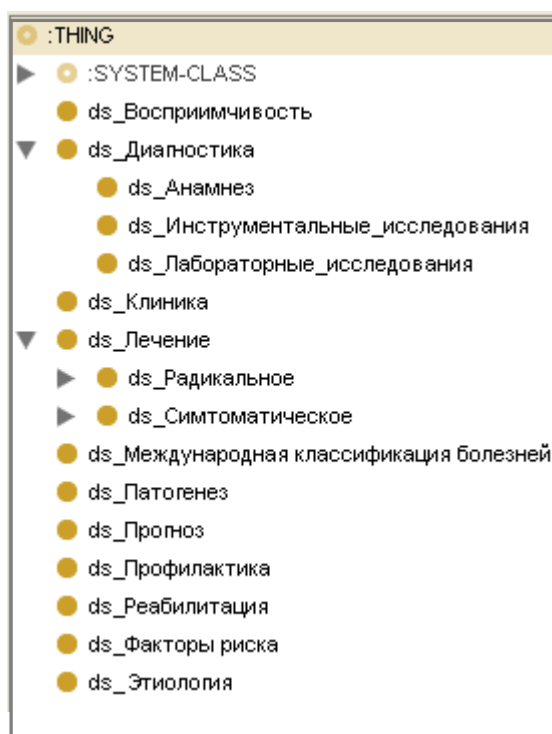 :THING
:SYSTEM-CLASS
ds_Восприимчивость
ds_Диагностика
ds_Анамнез
ds_Инструментальные_исследования
ds_Лабораторные_исследования
ds_Клиника
ds_Лечение
ds_Радикальное
ds_Симтоматическое
ds_Международная классификация болезней
ds_Патогенез
ds_Прогноз
ds_Профилактика
ds_Реабилитация
ds_Факторы риска
ds_Этиология